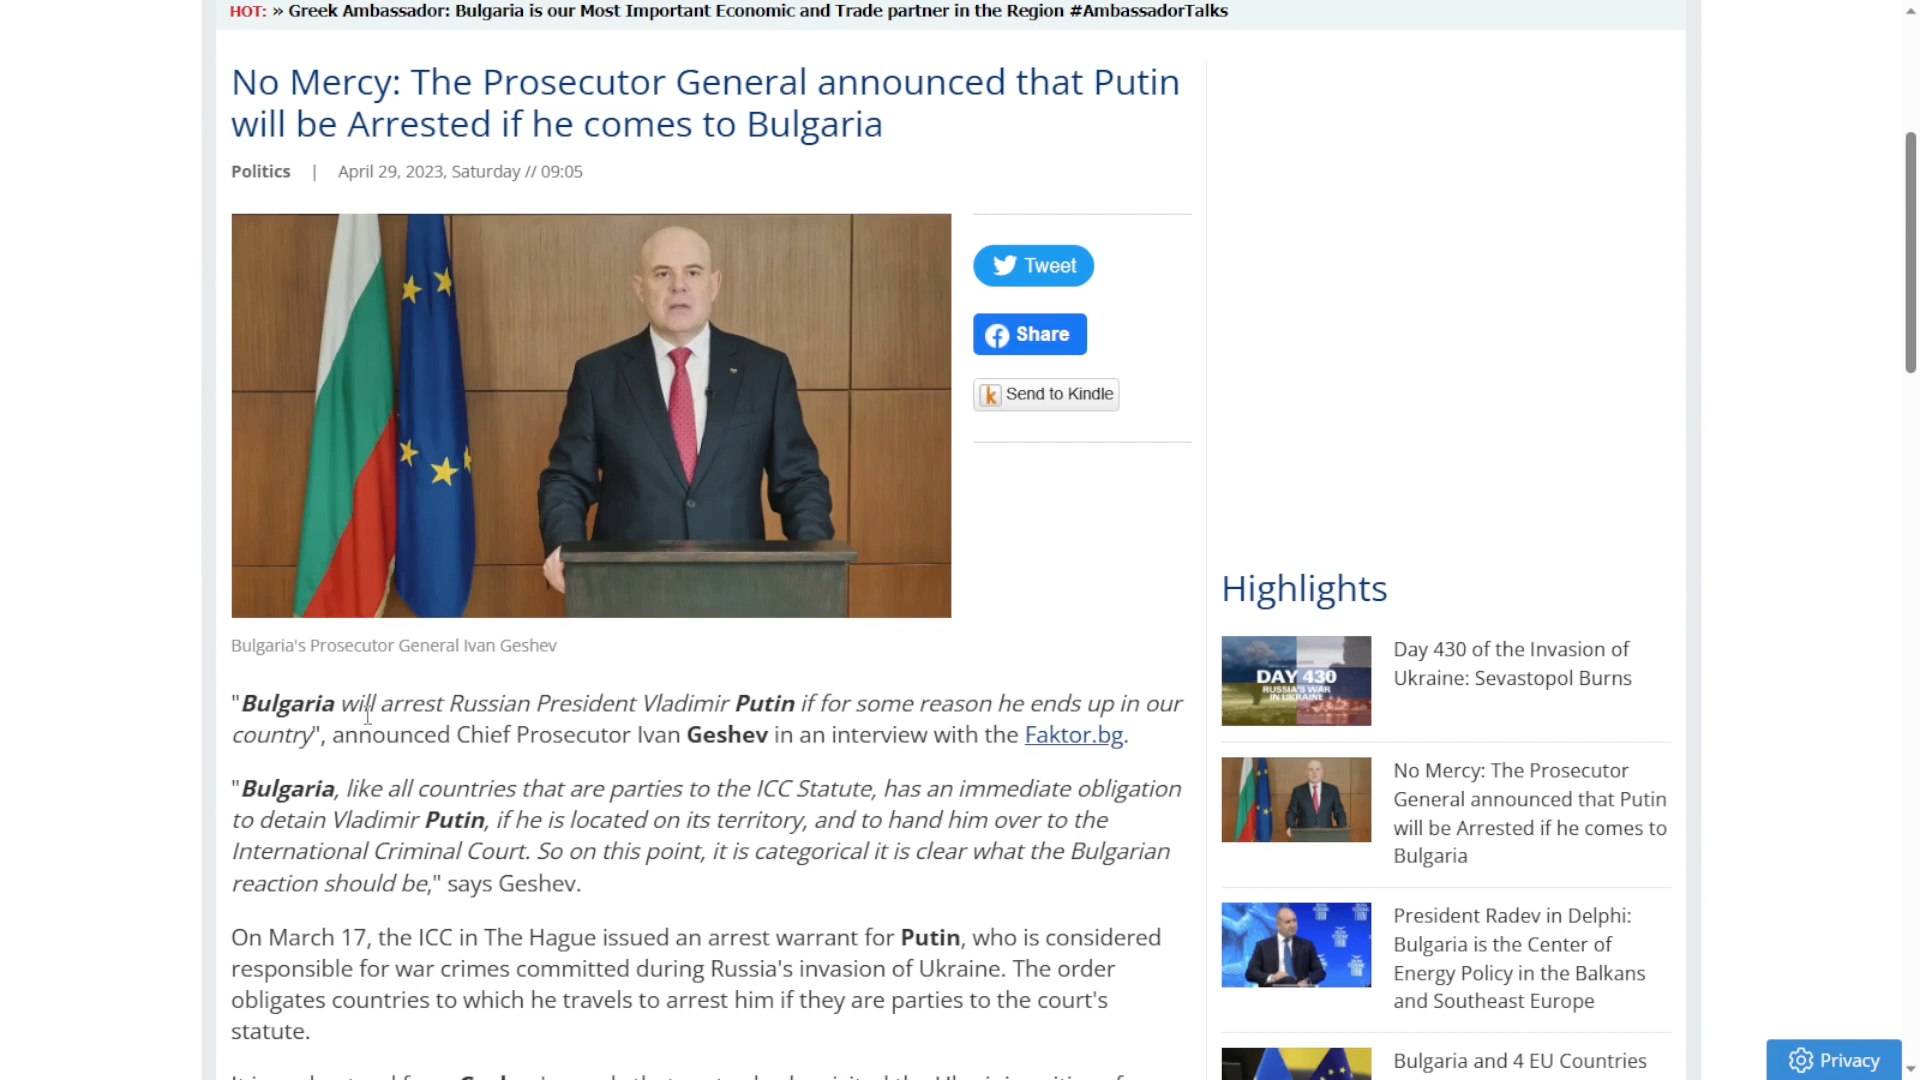 HOT: » Greek Ambassador: Bulgaria is our Most Important Economic and Trade partner in the Region #AmbassadorTalks
No Mercy: The Prosecutor General announced that Putin
will be Arrested if he comes to Bulgaria
Politics | April 29, 2023, Saturday // 09:05
Tweet
Share
Send to Kindle
Bulgaria's Prosecutor General Ivan Geshev
"Bulgaria will arrest Russian President Vladimir Putin if for some reason he ends up in our
country", announced Chief Prosecutor Ivan Geshev in an interview with the Faktor.bg.
"Bulgaria, like all countries that are parties to the ICC Statute, has an immediate obligation
to detain Vladimir Putin, if he is located on its territory, and to hand him over to the
International Criminal Court. So on this point, it is categorical it is clear what the Bulgarian
reaction should be," says Geshev.
On March 17, the ICC in The Hague issued an arrest warrant for Putin, who is considered
responsible for war crimes committed during Russia's invasion of Ukraine. The order
obligates countries to which he travels to arrest him if they are parties to the court's
statute.
Highlights
DAY 430
RUSSIA'S WAR
IN UKRAINE
Day 430 of the Invasion of
Ukraine: Sevastopol Burns
No Mercy: The Prosecutor
General announced that Putin
will be Arrested if he comes to
Bulgaria
President Radev in Delphi:
Bulgaria is the Center of
Energy Policy in the Balkans
and Southeast Europe
Bulgaria and 4 EU Countries
Privacy